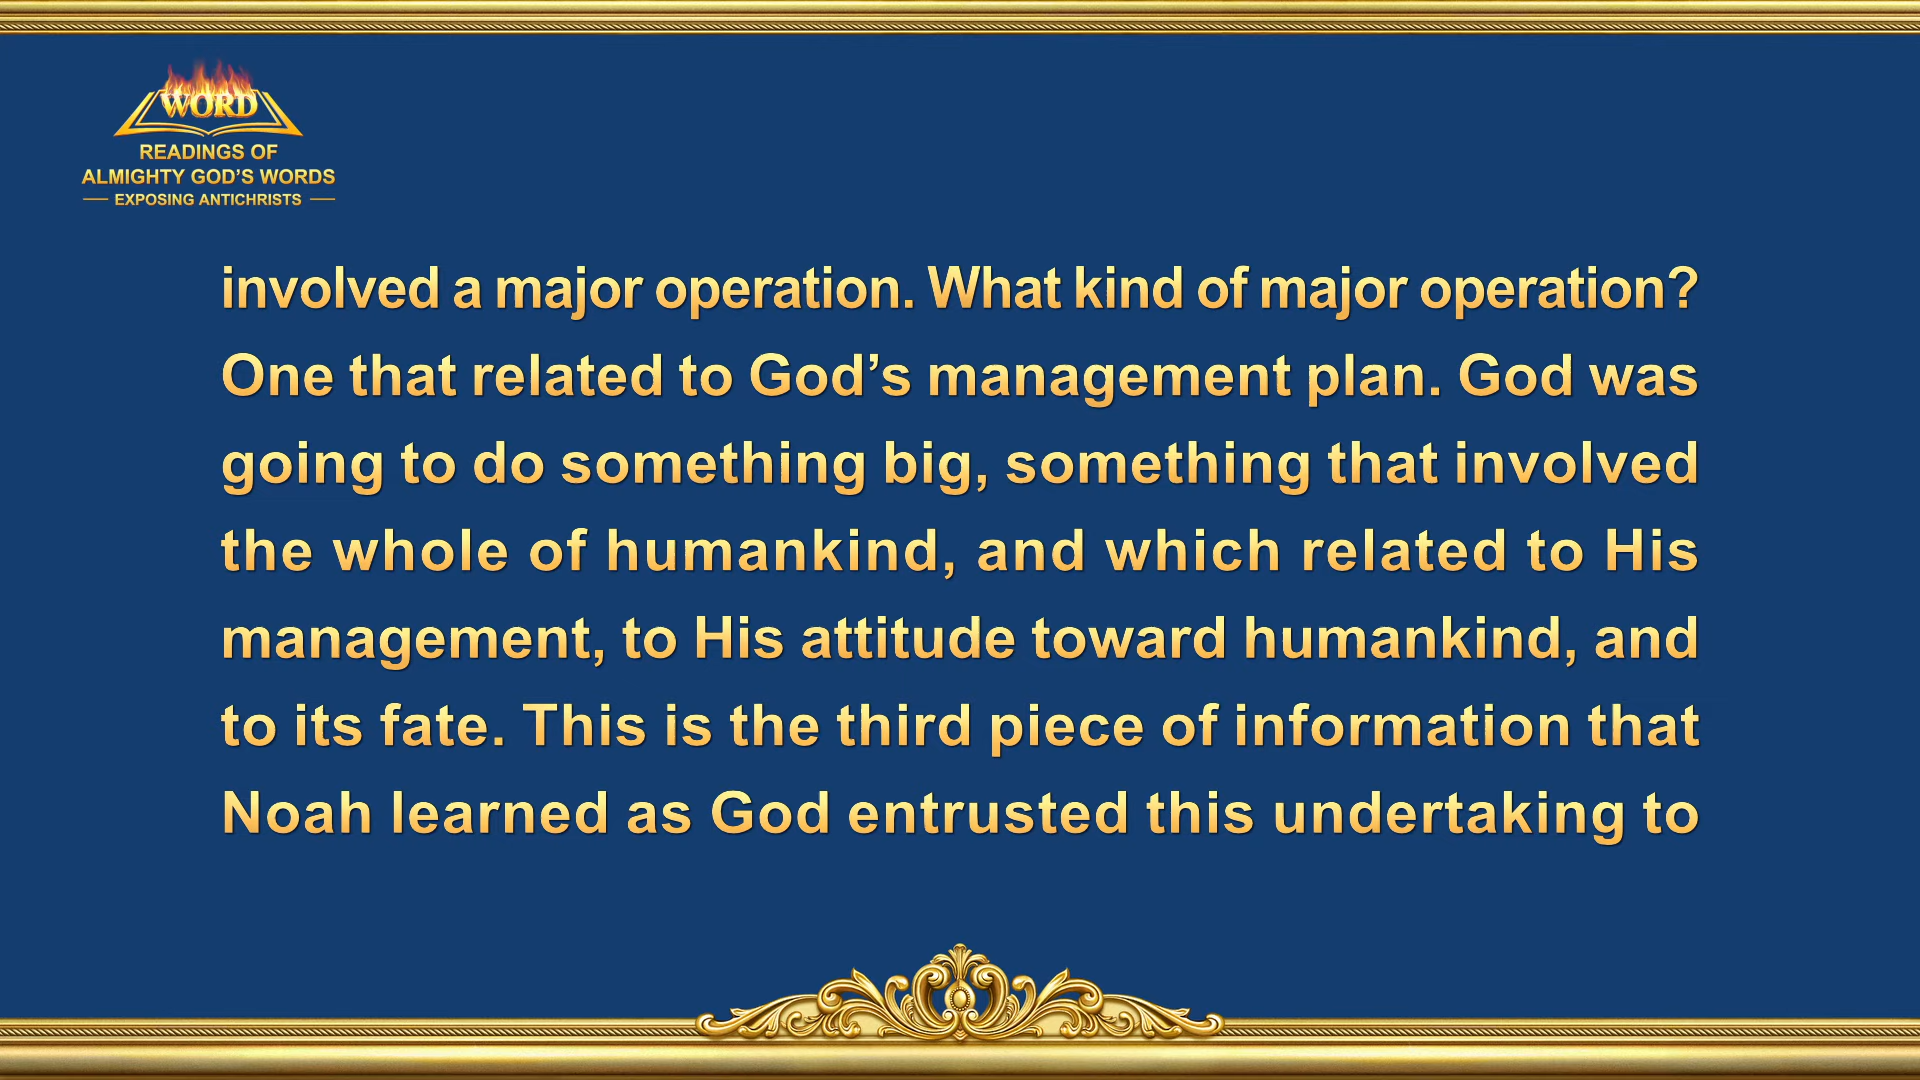 WORD
READINGS OF
ALMIGHTY GOD’S WORDS
EXPOSING ANTICHRISTS
involved a major operation. What kind of major operation?
One that related to God’s management plan. God was
going to do something big, something that involved
the whole of humankind, and which related to His
management, to His attitude toward humankind, and
to its fate. This is the third piece of information that
Noah learned as God entrusted this undertaking to